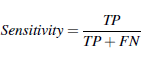 Sensitivity = TP / (TP + FN)